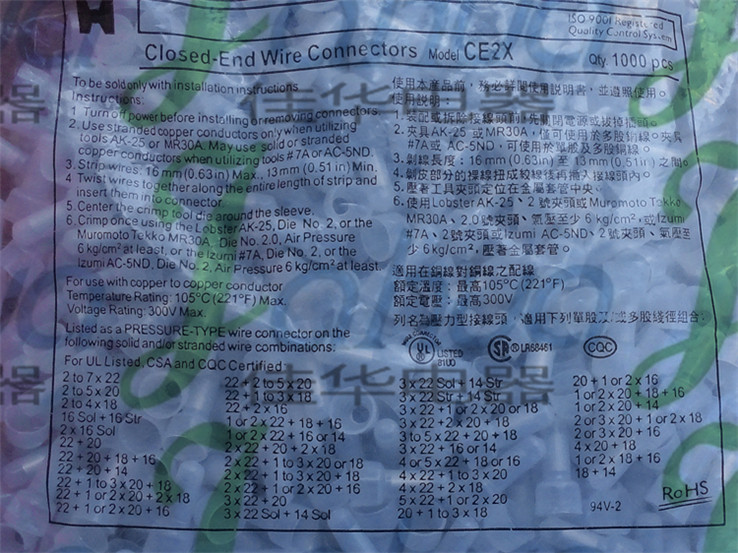 ISO 9001 Registered
Quality Control System
Closed-End Wire Connectors Model CE2X Qty. 1000 pcs
To be sold only with installation instructions
Instructions:
1. Turn off power before installing or removing connectors.
2. Use stranded copper conductors only when utilizing
tools AK-25 or MR30A. May use solid or stranded
copper conductors when utilizing tools #7A or AC-5ND.
3. Strip wires: 16 mm (0.63in) Max., 13mm (0.51 in) Min.
4. Twist wires together along the entire length of strip and
insert them into connector.
5. Center the crimp tool die around the sleeve.
6. Crimp once using the Lobster AK-25, Die No. 2, or the
Muromoto Tekko MR30A, Die No. 2.0, Air Pressure
6 kg/cm² at least, or the Izumi #7A, Die No. 2, or the
Izumi AC-5ND, Die No. 2, Air Pressure 6 kg/cm² at least.
For use with copper to copper conductor
Temperature Rating: 105°C (221°F) Max.
Voltage Rating: 300V Max.
Listed as a PRESSURE-TYPE wire connector on the
following solid and/or stranded wire combinations:
For UL Listed, CSA and CQC Certified
使用本產品前，務必詳閱使用說明書，並遵照使用。
使用說明：
1.裝配或拆除接線頭前應先關閉電源或拔掉插頭。
2.夾具AK-25 或MR30A，僅可使用於多股銅線。夾具
#7A或 AC-5ND，可使用於單股及多股銅線。
3.剝線長度：16mm (0.63in) 至 13mm (0.51in) 之間。
4.剝皮部分的裸線扭成絞線後再插入接線頭內。
5.壓著工具夾頭定位在金屬套管中央。
6.使用Lobster AK-25、2 號夾頭或Muromoto Tekko
MR30A、2.0號夾頭、氣壓至少 6 kg/cm²，或Izumi
#7A、2 號夾頭或 Izumi AC-5ND、2 號夾頭、氣壓至
少 6 kg/cm²，壓著金屬套管。
適用在銅線對銅線之配線
額定溫度：最高105°C (221°F)
額定電壓：最高300V
列名為壓力型接線頭，適用下列單股及/或多股線徑組合:
UL LISTED
SA ® LR68461
CQC
2 to 7 x 22
2 to 5 x 20
2 to 4 x 18
16 Sol + 16 Str
2 x 16 Sol
22 + 20
22 + 20 + 18 + 16
22 + 20 + 14
22 + 1 to 3 x 20 + 18
22 + 1 or 2 x 20 + 2 x 18
22 + 1 or 2 x 20 + 16
22 + 2 to 5 x 20
22 + 1 to 3 x 18
22 + 2 x 16
1 or 2 x 22 + 18 + 16
1 or 2 x 22 + 16 or 14
2 x 22 + 20 + 2 x 18
2 x 22 + 1 to 3 x 20 or 18
2 x 22 + 1 or 2 x 20 + 16
2 x 22 + 1 to 3 x 20 + 18
3 x 22 + 20
3 x 22 Sol + 14 Sol
3 x 22 Sol + 14 Str
3 x 22 Str + 14 Str
3 x 22 + 1 or 2 x 20 or 18
3 x 22 + 20 + 18
3 to 5 x 22 + 20 + 18
3 x 22 + 16 or 14
4 or 5 x 22 + 18 or 16
4 x 22 + 1 to 3 x 20
4 x 22 + 2 x 18
5 x 22 + 1 or 2 x 20
20 + 1 to 3 x 18
20 + 1 or 2 x 16
1 or 2 x 20 + 18 + 16
1 or 2 x 20 + 14
2 or 3 x 20 + 1 or 2 x 18
2 or 3 x 20 + 16
4 x 20 + 18
1 or 2 x 18 + 16
18 + 14
94V-2
RoHS
佳华电器
佳华电器